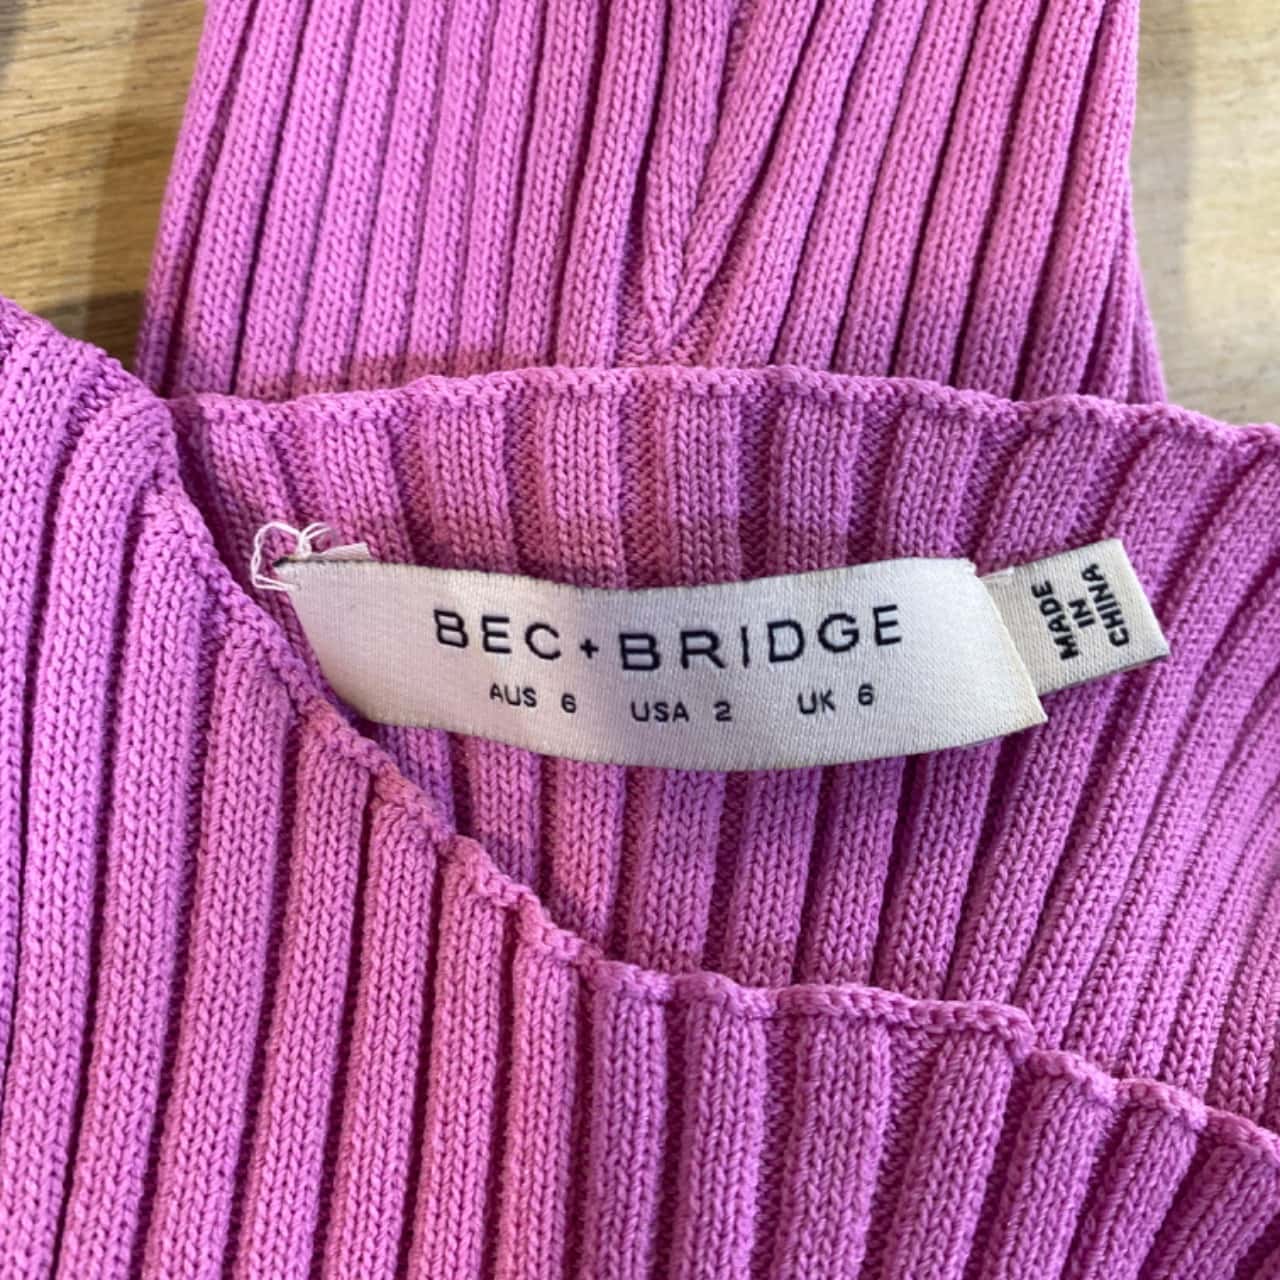 BEC+BRIDGE
AUS 6 USA 2 UK 6
MADE
IN
CHINA